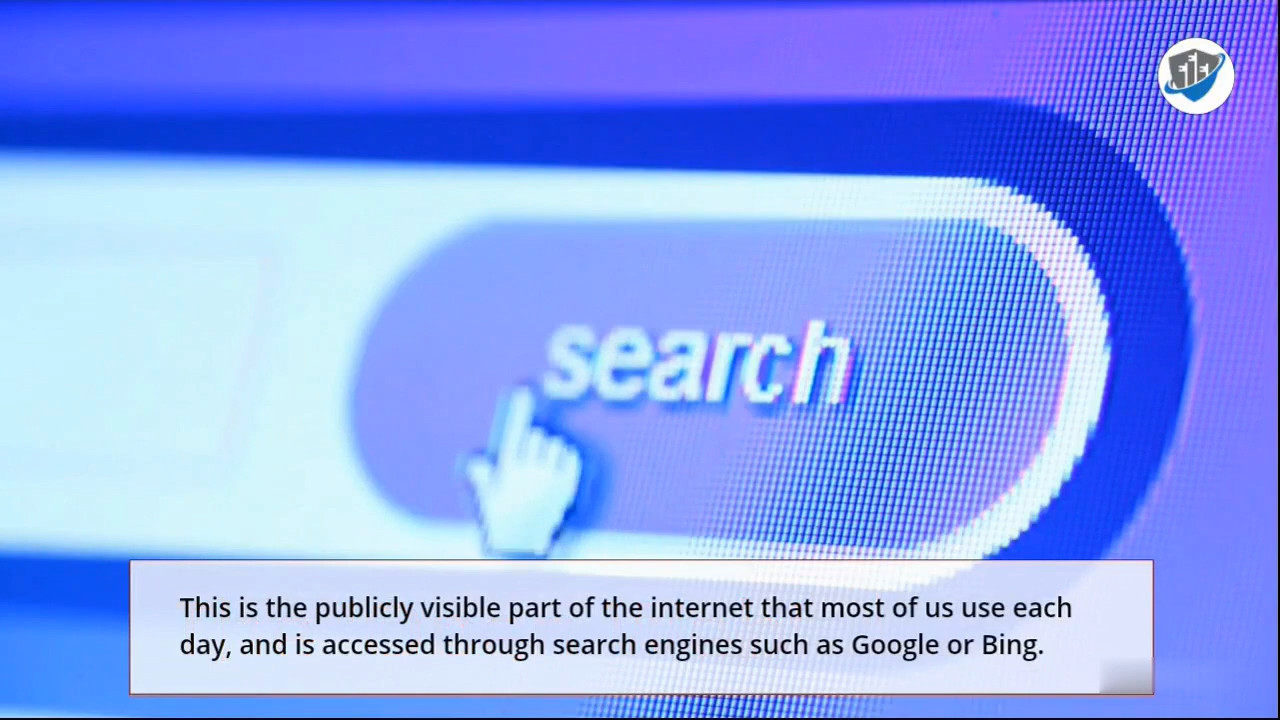 search
This is the publicly visible part of the internet that most of us use each
day, and is accessed through search engines such as Google or Bing.